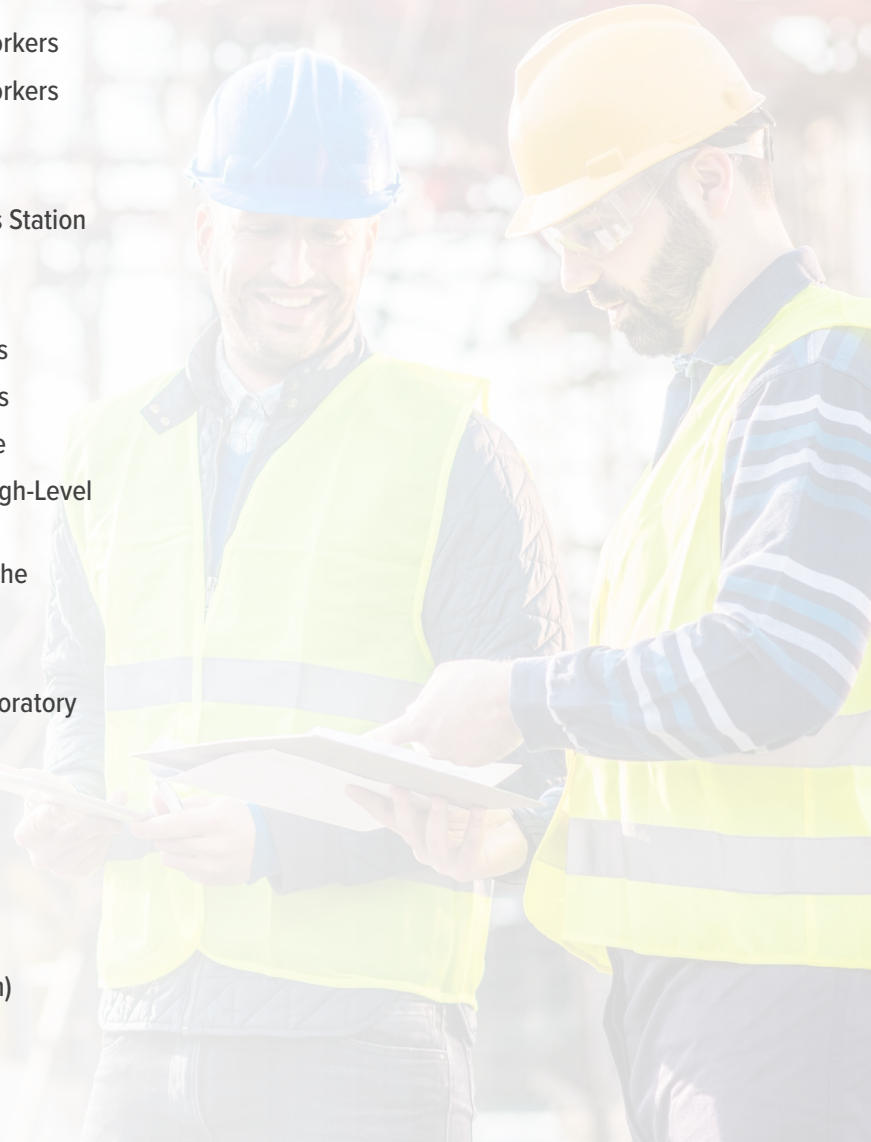 orkers
orkers
s Station
s
s
e
gh-Level
he
oratory
n)